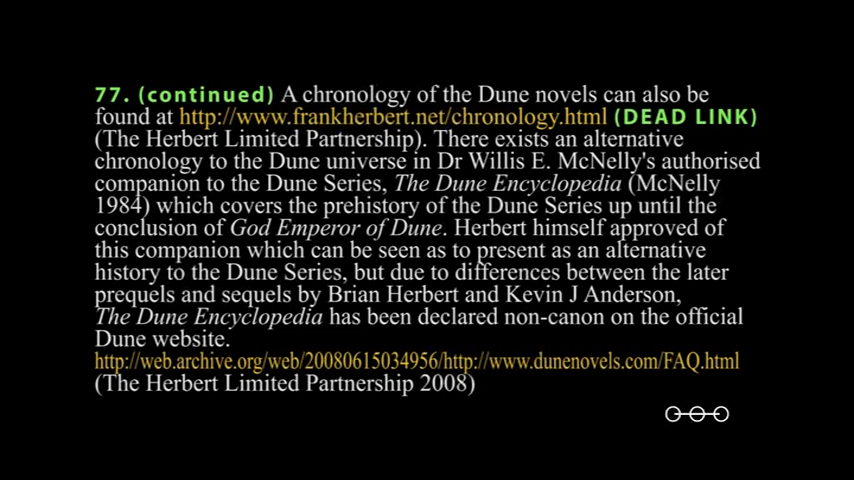 77. (continued) A chronology of the Dune novels can also be
found at http://www.frankherbert.net/chronology.html (DEAD LINK)
(The Herbert Limited Partnership). There exists an alternative
chronology to the Dune universe in Dr Willis E. McNelly's authorised
companion to the Dune Series, The Dune Encyclopedia (McNelly
1984) which covers the prehistory of the Dune Series up until the
conclusion of God Emperor of Dune. Herbert himself approved of
this companion which can be seen as to present as an alternative
history to the Dune Series, but due to differences between the later
prequels and sequels by Brian Herbert and Kevin J Anderson,
The Dune Encyclopedia has been declared non-canon on the official
Dune website.
http://web.archive.org/web/20080615034956/http://www.dunenovels.com/FAQ.html
(The Herbert Limited Partnership 2008)